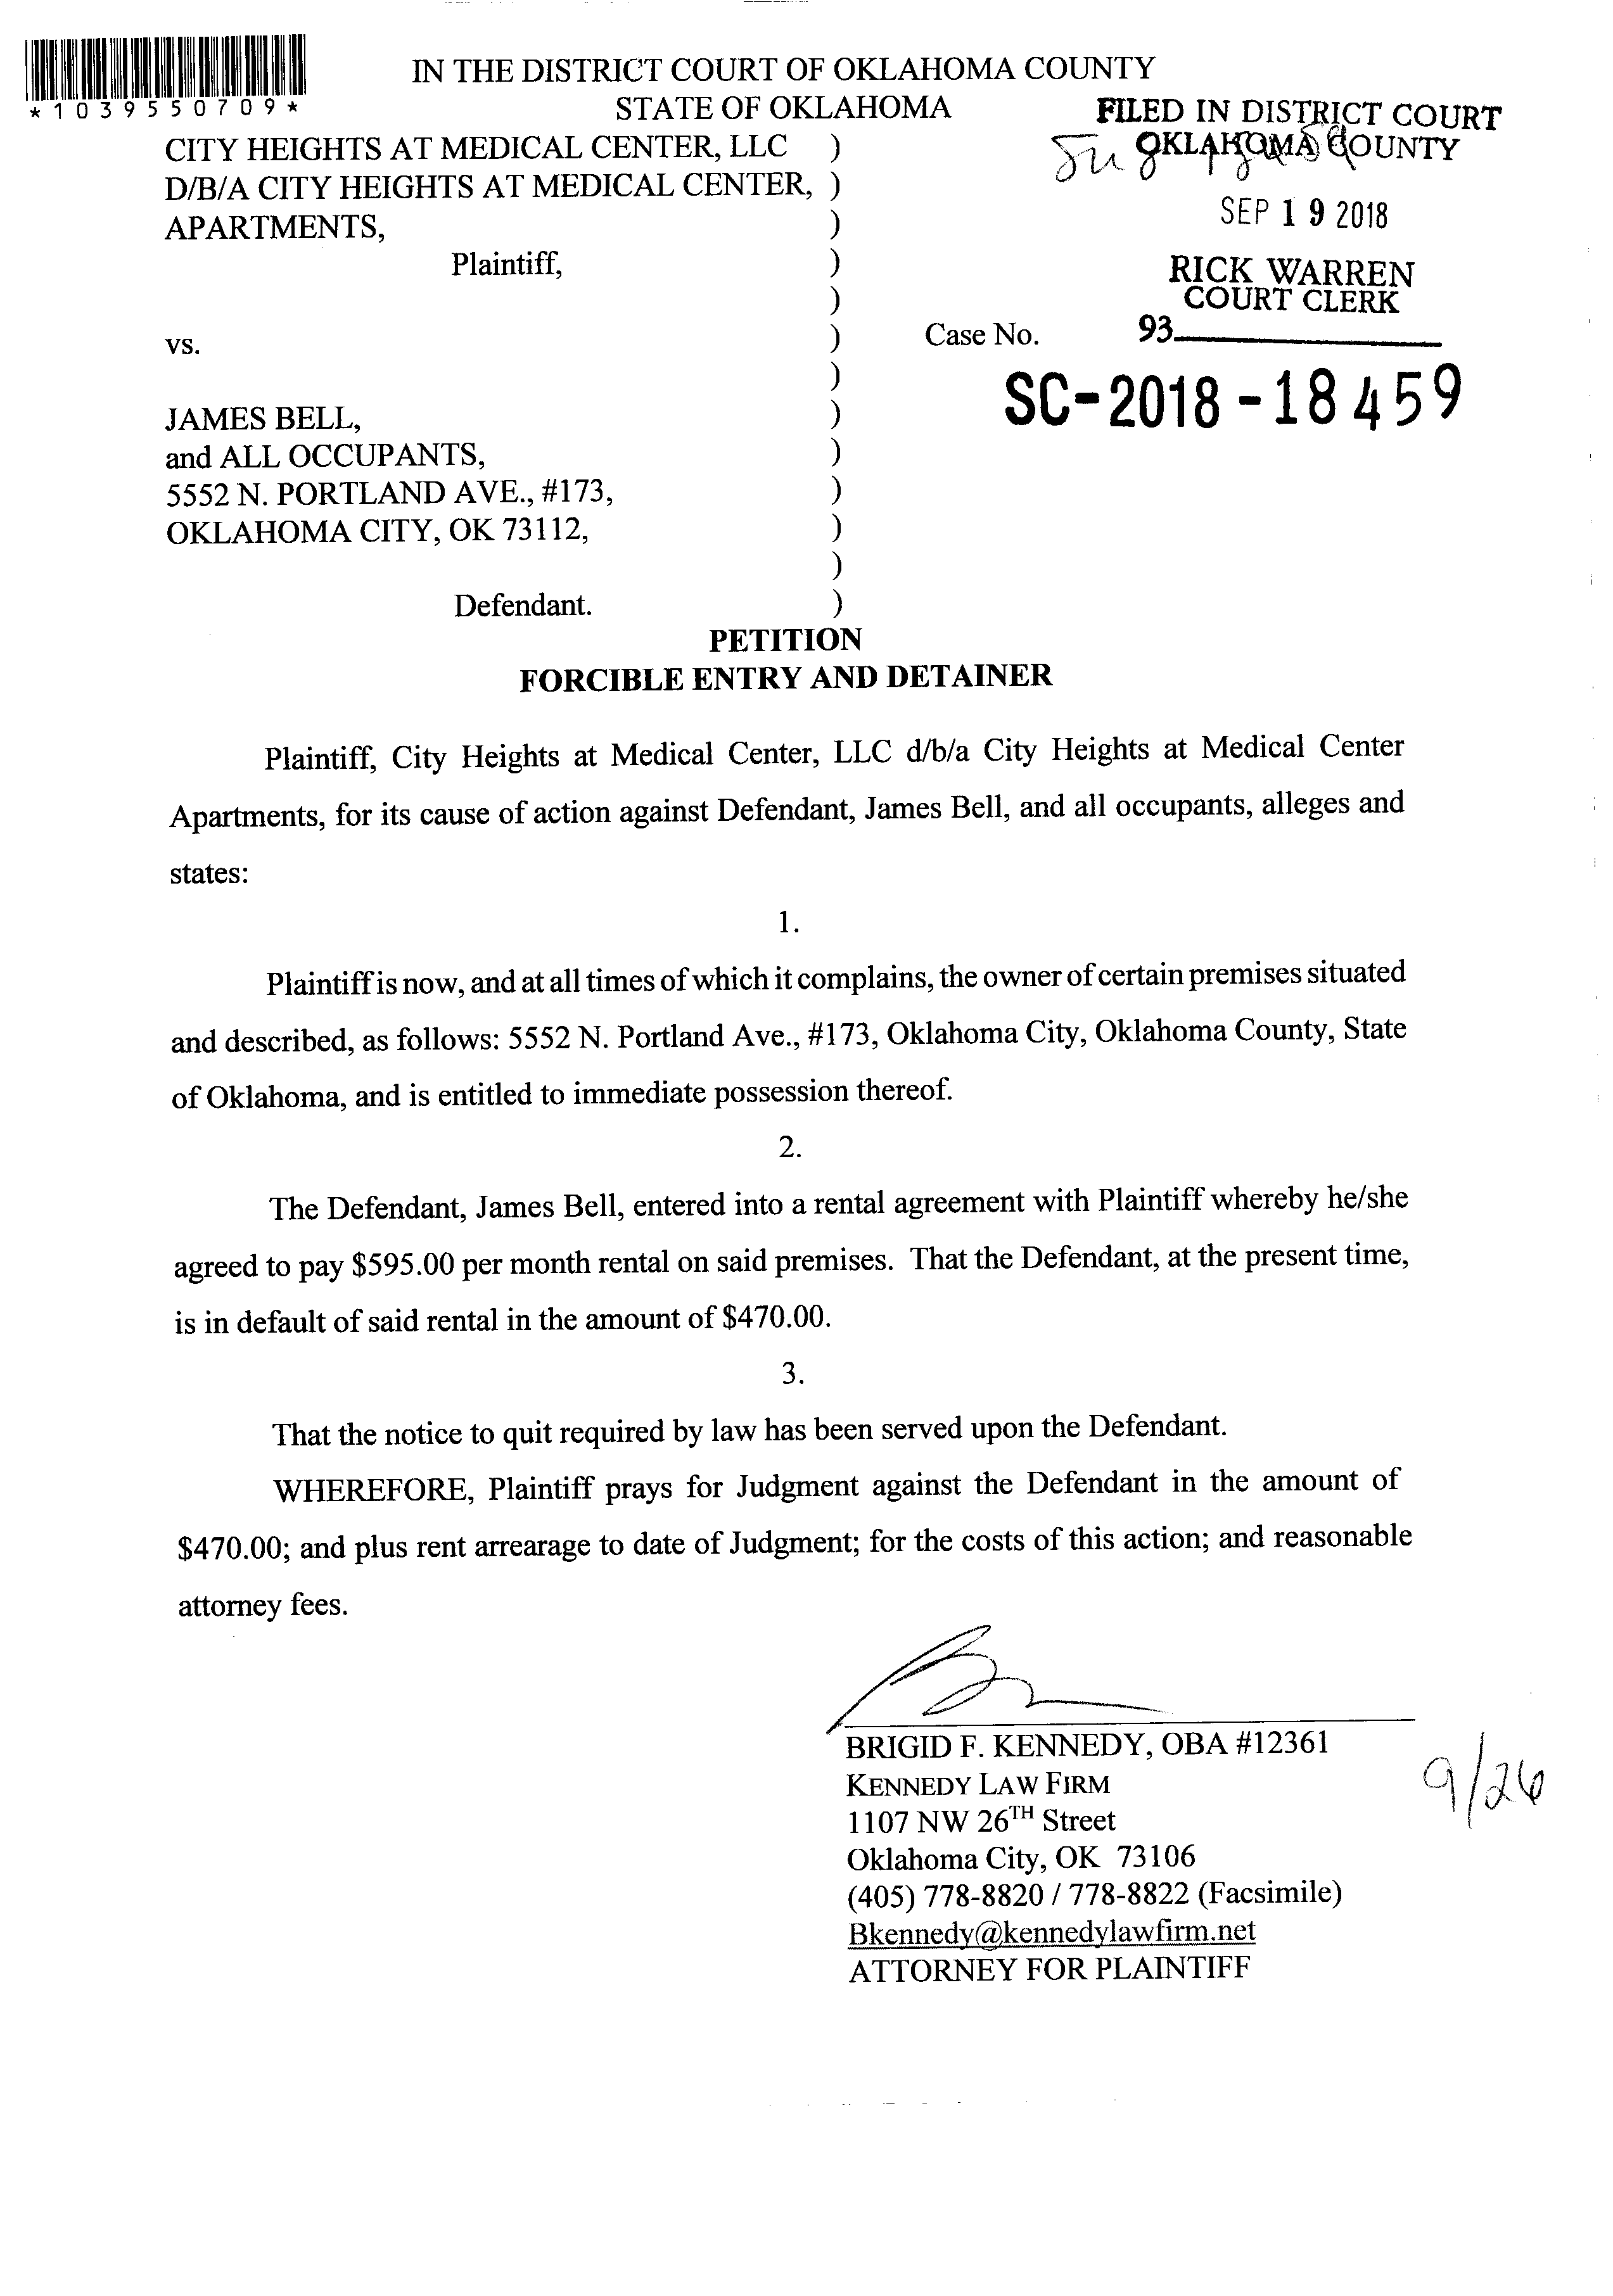 *1039550709*
IN THE DISTRICT COURT OF OKLAHOMA COUNTY
STATE OF OKLAHOMA
FILED IN DISTRICT COURT
OKLAHOMA COUNTY
SEP 19 2018
RICK WARREN
COURT CLERK
93
CITY HEIGHTS AT MEDICAL CENTER, LLC )
D/B/A CITY HEIGHTS AT MEDICAL CENTER, )
APARTMENTS, )
Plaintiff, )
)
vs. ) Case No.
SC-2018-18459
)
JAMES BELL, )
and ALL OCCUPANTS, )
5552 N. PORTLAND AVE., #173, )
OKLAHOMA CITY, OK 73112, )
)
Defendant. )
PETITION
FORCIBLE ENTRY AND DETAINER
Plaintiff, City Heights at Medical Center, LLC d/b/a City Heights at Medical Center
Apartments, for its cause of action against Defendant, James Bell, and all occupants, alleges and
states:
1.
Plaintiff is now, and at all times of which it complains, the owner of certain premises situated
and described, as follows: 5552 N. Portland Ave., #173, Oklahoma City, Oklahoma County, State
of Oklahoma, and is entitled to immediate possession thereof.
2.
The Defendant, James Bell, entered into a rental agreement with Plaintiff whereby he/she
agreed to pay $595.00 per month rental on said premises. That the Defendant, at the present time,
is in default of said rental in the amount of $470.00.
3.
That the notice to quit required by law has been served upon the Defendant.
WHEREFORE, Plaintiff prays for Judgment against the Defendant in the amount of
$470.00; and plus rent arrearage to date of Judgment; for the costs of this action; and reasonable
attorney fees.
BRIGID F. KENNEDY, OBA #12361
KENNEDY LAW FIRM
1107 NW 26TH Street
Oklahoma City, OK 73106
(405) 778-8820 / 778-8822 (Facsimile)
Bkennedy@kennedylawfirm.net
ATTORNEY FOR PLAINTIFF
9/26